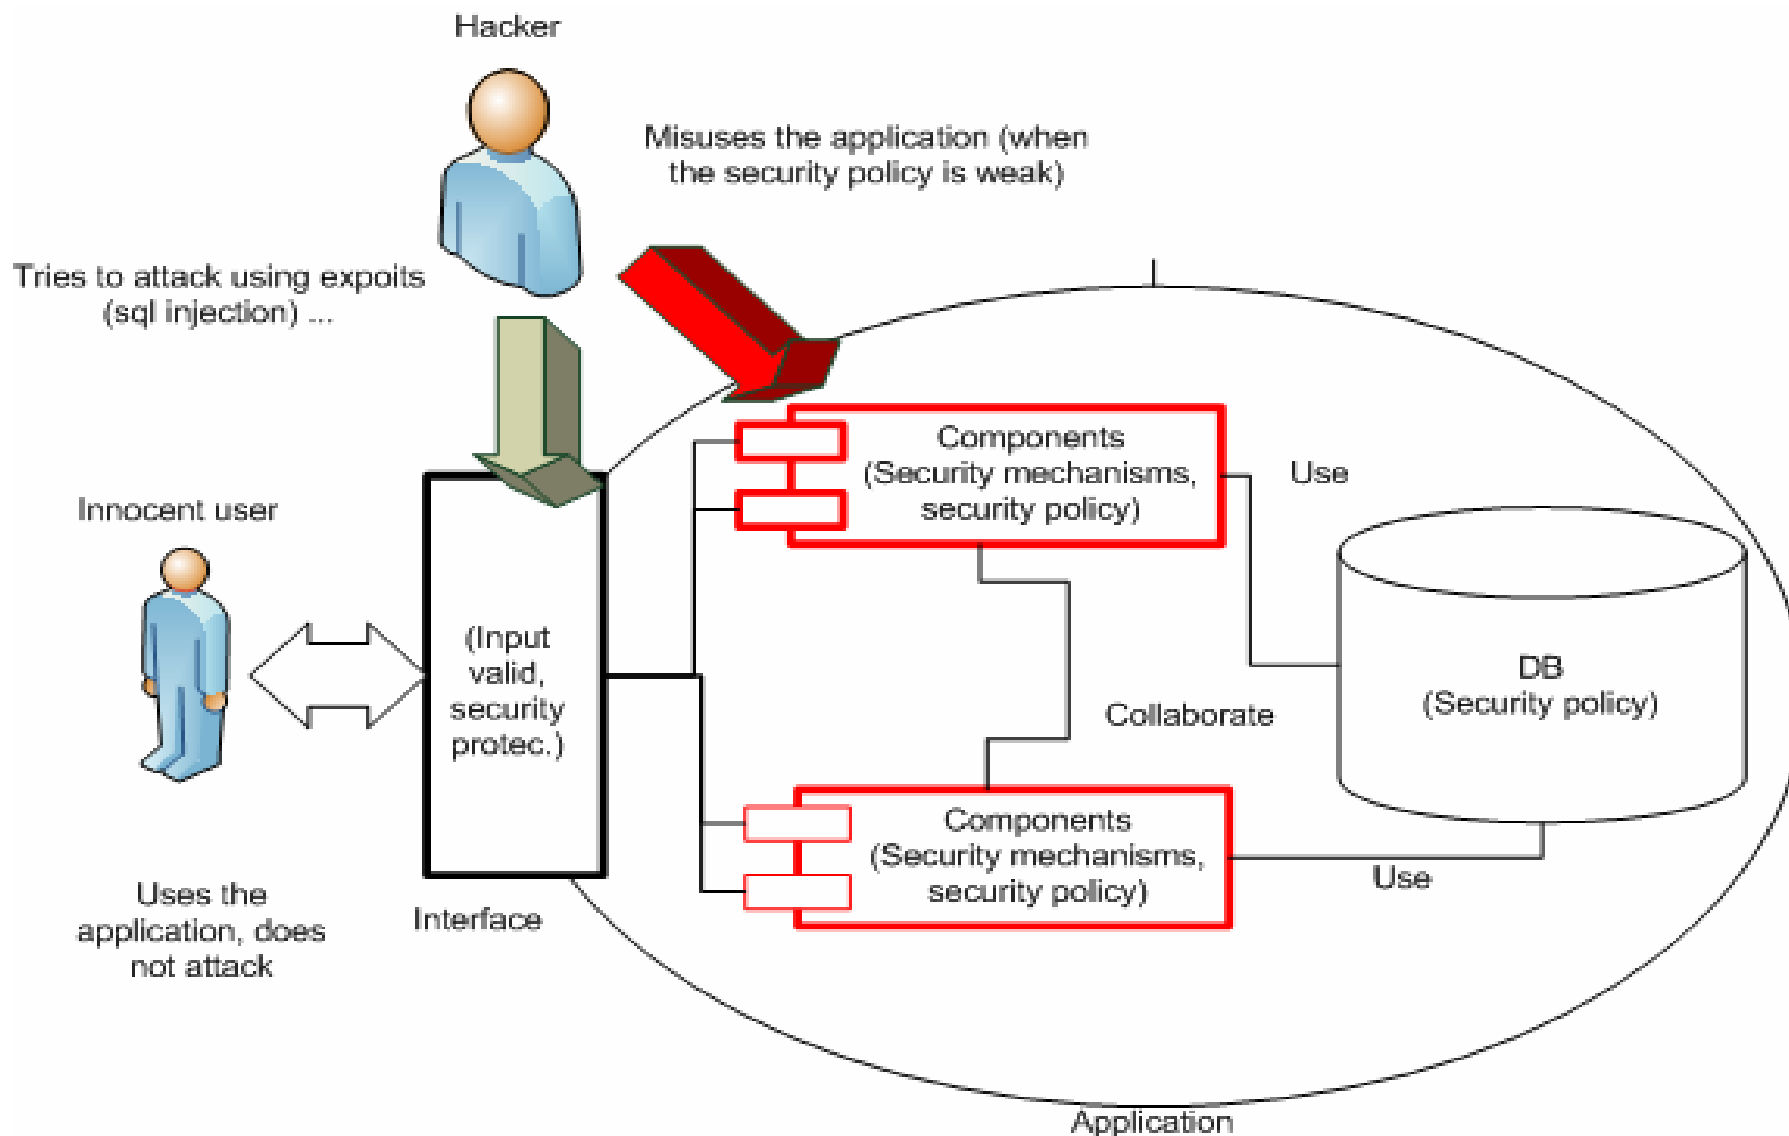 Hacker
Misuses the application (when
the security policy is weak)
Tries to attack using expoits
(sql injection) ...
Components
(Security mechanisms,
security policy)
Use
Innocent user
(Input
valid,
security
protec.)
DB
(Security policy)
Collaborate
Components
(Security mechanisms,
security policy)
Use
Uses the
application, does
not attack
Interface
Application